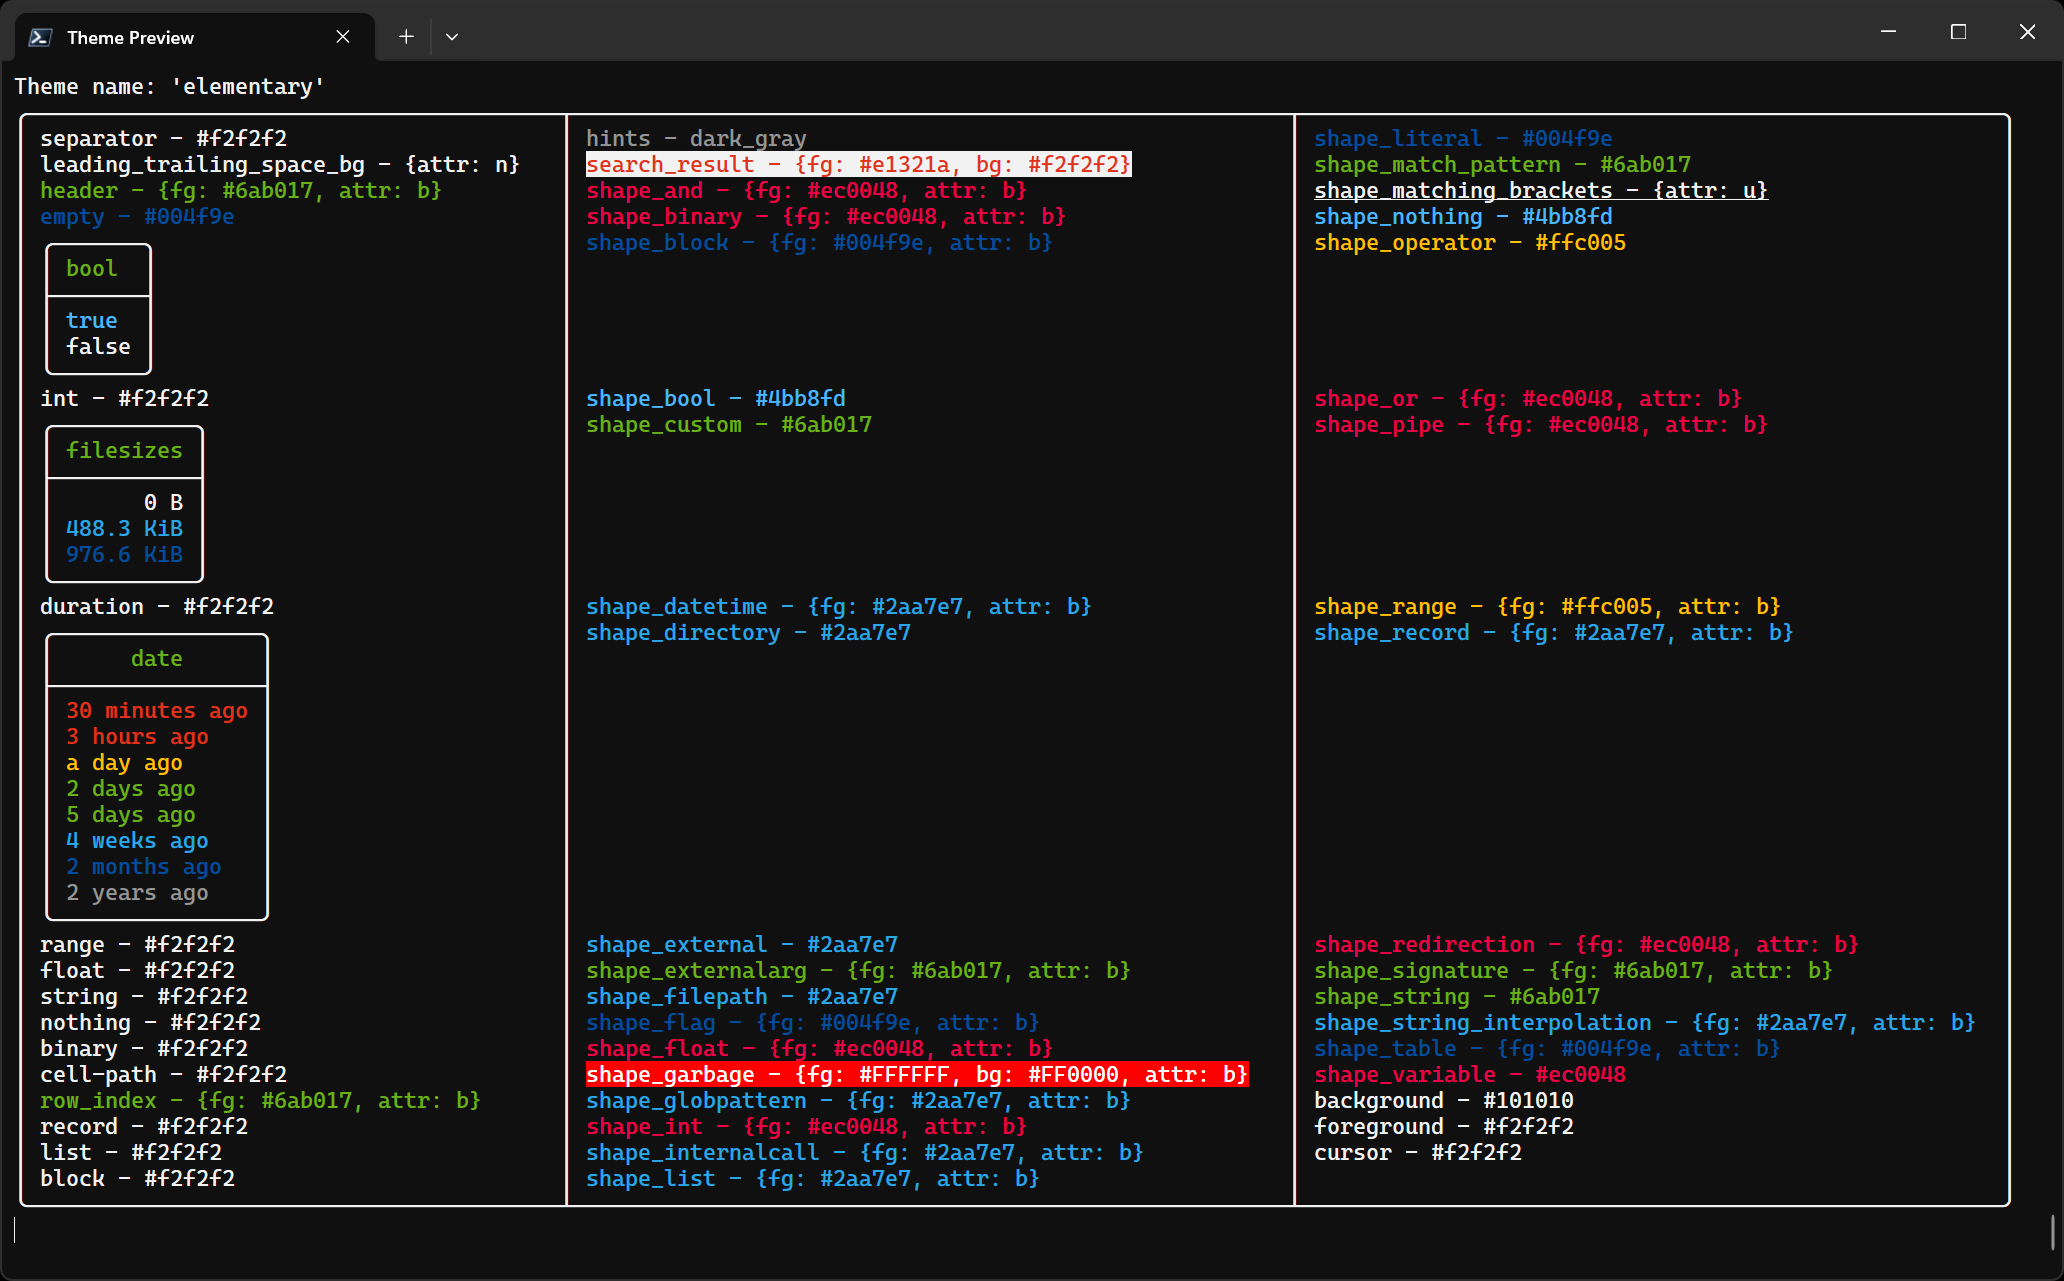 Theme Preview
Theme name: 'elementary'
separator - #f2f2f2
leading_trailing_space_bg - {attr: n}
header - {fg: #6ab017, attr: b}
empty - #004f9e
bool
true
false
int - #f2f2f2
filesizes
0 B
488.3 KiB
976.6 KiB
duration - #f2f2f2
date
30 minutes ago
3 hours ago
a day ago
2 days ago
5 days ago
4 weeks ago
2 months ago
2 years ago
range - #f2f2f2
float - #f2f2f2
string - #f2f2f2
nothing - #f2f2f2
binary - #f2f2f2
cell-path - #f2f2f2
row_index - {fg: #6ab017, attr: b}
record - #f2f2f2
list - #f2f2f2
block - #f2f2f2
hints - dark_gray
search_result - {fg: #e1321a, bg: #f2f2f2}
shape_and - {fg: #ec0048, attr: b}
shape_binary - {fg: #ec0048, attr: b}
shape_block - {fg: #004f9e, attr: b}
shape_bool - #4bb8fd
shape_custom - #6ab017
shape_datetime - {fg: #2aa7e7, attr: b}
shape_directory - #2aa7e7
shape_external - #2aa7e7
shape_externalarg - {fg: #6ab017, attr: b}
shape_filepath - #2aa7e7
shape_flag - {fg: #004f9e, attr: b}
shape_float - {fg: #ec0048, attr: b}
shape_garbage - {fg: #FFFFFF, bg: #FF0000, attr: b}
shape_globpattern - {fg: #2aa7e7, attr: b}
shape_int - {fg: #ec0048, attr: b}
shape_internalcall - {fg: #2aa7e7, attr: b}
shape_list - {fg: #2aa7e7, attr: b}
shape_literal - #004f9e
shape_match_pattern - #6ab017
shape_matching_brackets - {attr: u}
shape_nothing - #4bb8fd
shape_operator - #ffc005
shape_or - {fg: #ec0048, attr: b}
shape_pipe - {fg: #ec0048, attr: b}
shape_range - {fg: #ffc005, attr: b}
shape_record - {fg: #2aa7e7, attr: b}
shape_redirection - {fg: #ec0048, attr: b}
shape_signature - {fg: #6ab017, attr: b}
shape_string - #6ab017
shape_string_interpolation - {fg: #2aa7e7, attr: b}
shape_table - {fg: #004f9e, attr: b}
shape_variable - #ec0048
background - #101010
foreground - #f2f2f2
cursor - #f2f2f2